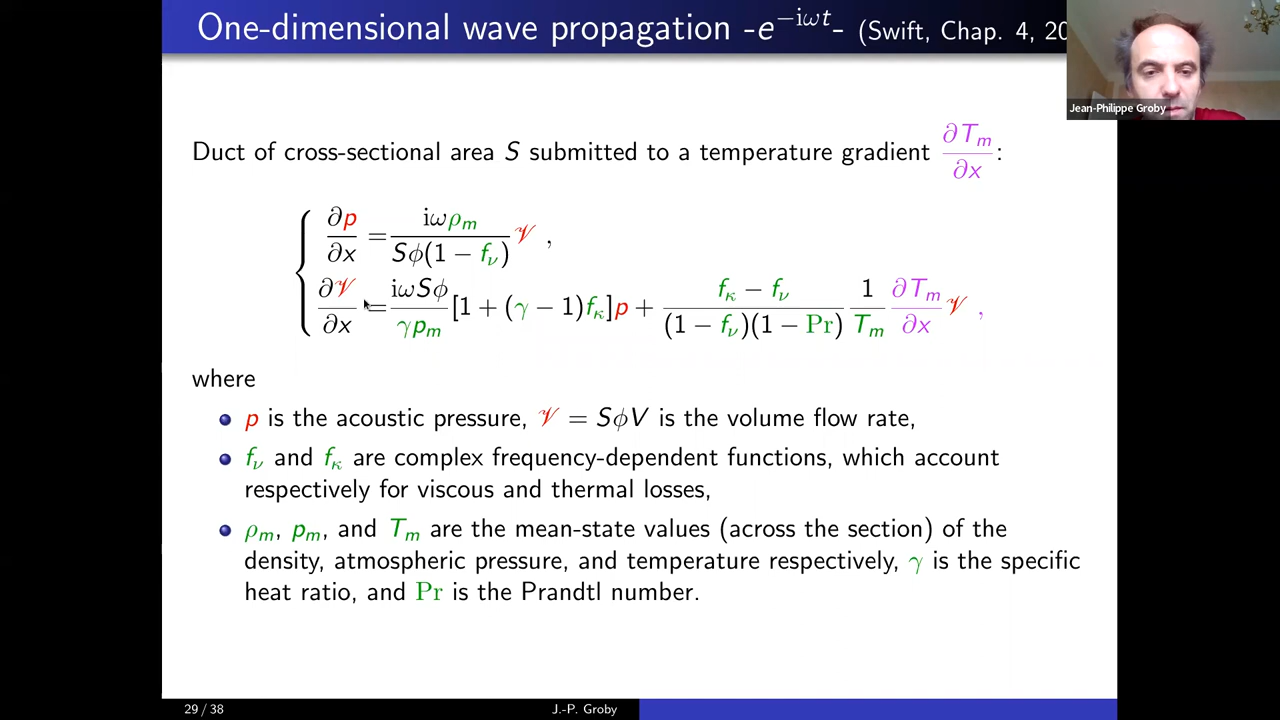 One-dimensional wave propagation -e^{−iωt}- (Swift, Chap. 4, 20
Jean-Philippe Groby
Duct of cross-sectional area S submitted to a temperature gradient ∂T_m/∂x:
∂p/∂x = iωρ_m/(Sϕ(1 − f_ν)) 𝒱 ,
∂𝒱/∂x = iωSϕ/(γp_m) [1 + (γ − 1)f_κ]p + (f_κ − f_ν)/((1 − f_ν)(1 − Pr)) 1/T_m ∂T_m/∂x 𝒱 ,
where
p is the acoustic pressure, 𝒱 = SϕV is the volume flow rate,
f_ν and f_κ are complex frequency-dependent functions, which account
respectively for viscous and thermal losses,
ρ_m, p_m, and T_m are the mean-state values (across the section) of the
density, atmospheric pressure, and temperature respectively, γ is the specific
heat ratio, and Pr is the Prandtl number.
29 / 38
J.-P. Groby